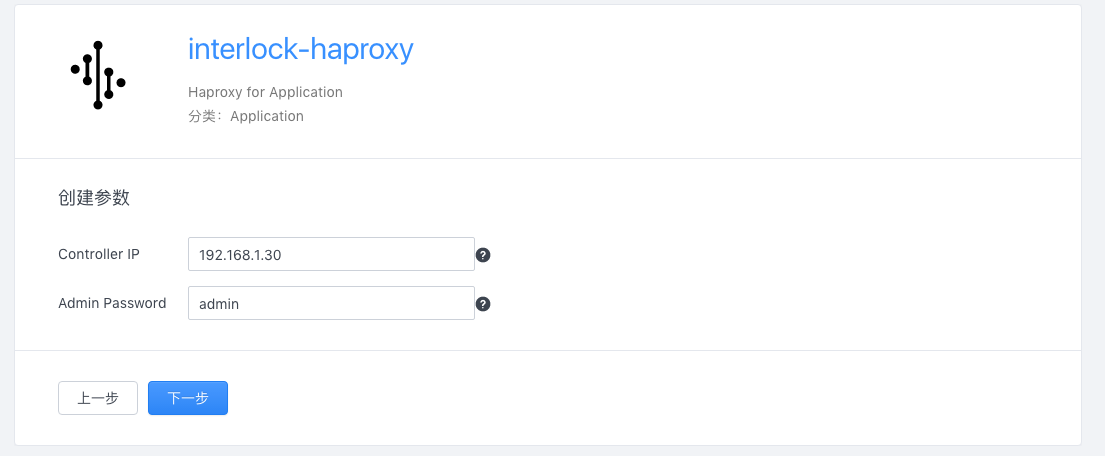 interlock-haproxy
Haproxy for Application
分类：Application
创建参数
Controller IP
192.168.1.30
?
Admin Password
admin
?
上一步
下一步